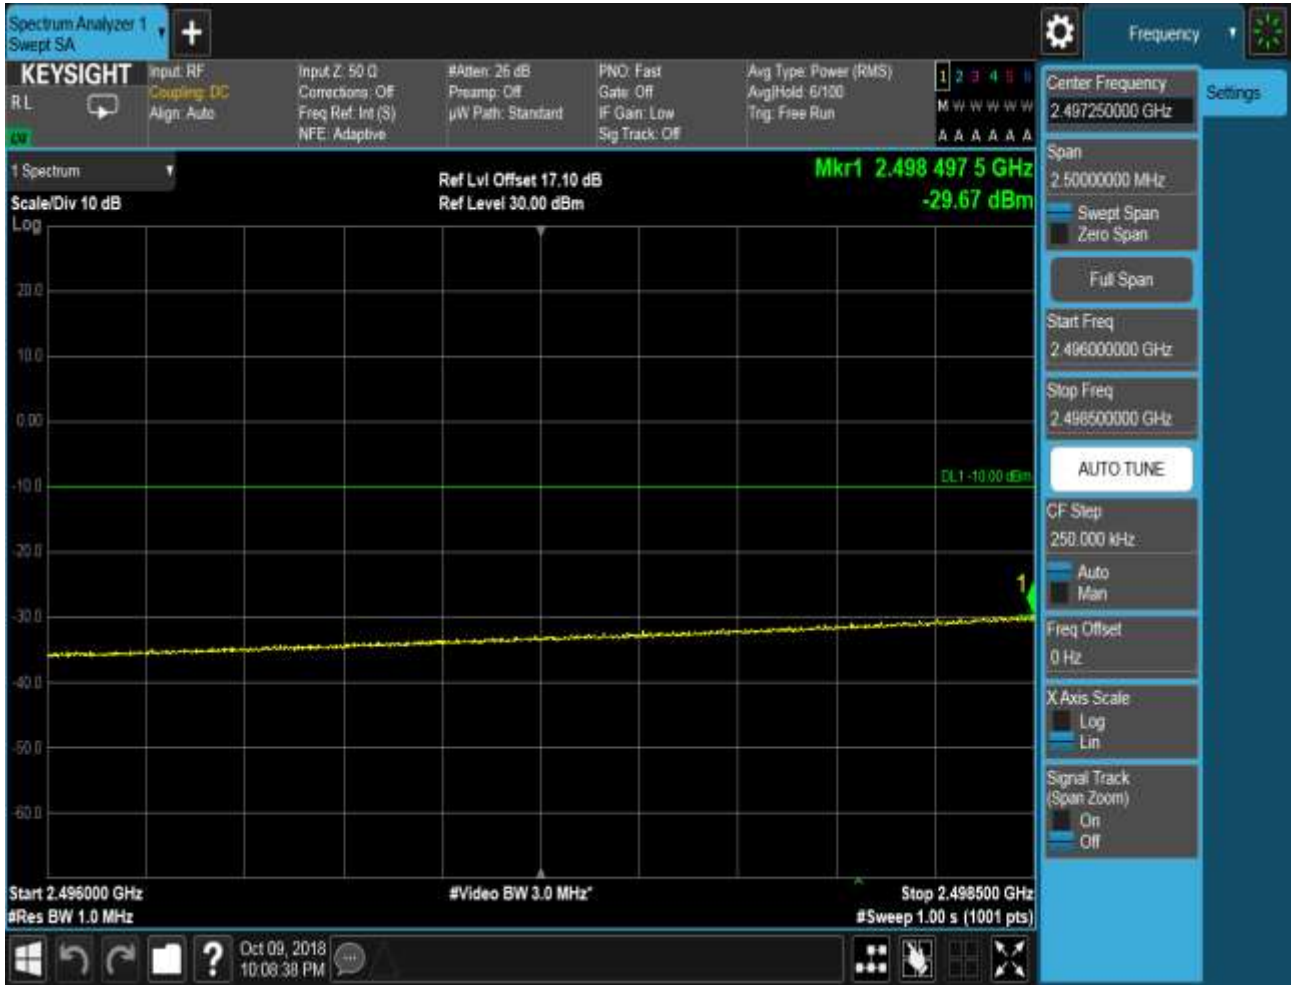 Spectrum Analyzer 1
Swept SA
Frequency
KEYSIGHT
RL
LXI
Input: RF
Coupling: DC
Align: Auto
Input Z: 50 Ω
Corrections: Off
Freq Ref: Int (S)
NFE: Adaptive
#Atten: 26 dB
Preamp: Off
µW Path: Standard
PNO: Fast
Gate: Off
IF Gain: Low
Sig Track: Off
Avg Type: Power (RMS)
Avg|Hold: 6/100
Trig: Free Run
1 2 3 4 5 6
M W W W W W
A A A A A A
1 Spectrum
Scale/Div 10 dB
Log
Ref Lvl Offset 17.10 dB
Ref Level 30.00 dBm
Mkr1 2.498 497 5 GHz
-29.67 dBm
20.0
10.0
0.00
-10.0
DL1 -10.00 dBm
-20.0
1
-30.0
-40.0
-50.0
-60.0
Start 2.496000 GHz
#Res BW 1.0 MHz
#Video BW 3.0 MHz*
Stop 2.498500 GHz
#Sweep 1.00 s (1001 pts)
Center Frequency
2.497250000 GHz
Settings
Span
2.50000000 MHz
Swept Span
Zero Span
Full Span
Start Freq
2.496000000 GHz
Stop Freq
2.498500000 GHz
AUTO TUNE
CF Step
250.000 kHz
Auto
Man
Freq Offset
0 Hz
X Axis Scale
Log
Lin
Signal Track
(Span Zoom)
On
Off
?
Oct 09, 2018
10:08:38 PM